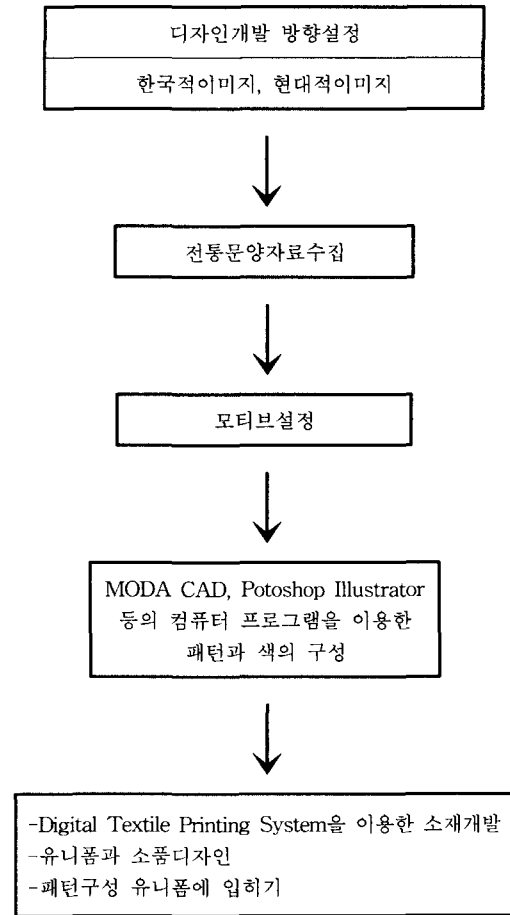 디자인개발 방향설정
한국적이미지, 현대적이미지
전통문양자료수집
모티브설정
MODA CAD, Potoshop Illustrator
등의 컴퓨터 프로그램을 이용한
패턴과 색의 구성
-Digital Textile Printing System을 이용한 소재개발
-유니폼과 소품디자인
-패턴구성 유니폼에 입히기